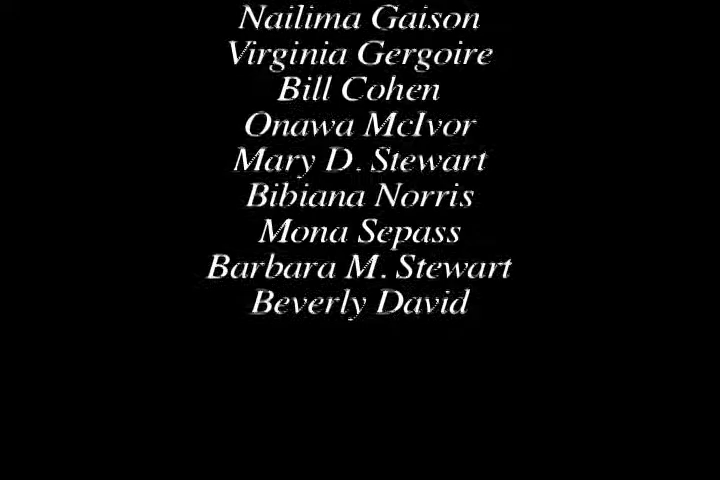 Nailima Gaison
Virginia Gergoire
Bill Cohen
Onawa McIvor
Mary D. Stewart
Bibiana Norris
Mona Sepass
Barbara M. Stewart
Beverly David